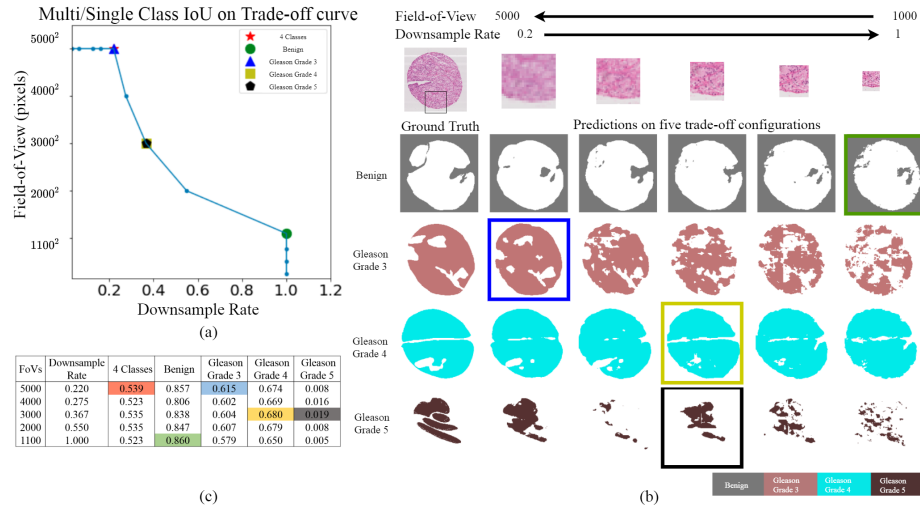 Multi/Single Class IoU on Trade-off curve
5000²
4000²
3000²
2000²
1100²
Field-of-View (pixels)
4 Classes
Benign
Gleason Grade 3
Gleason Grade 4
Gleason Grade 5
0.2 0.4 0.6 0.8 1.0 1.2
Downsample Rate
(a)
Field-of-View 5000 1000
Downsample Rate 0.2 1
Ground Truth Predictions on five trade-off configurations
Benign
Gleason
Grade 3
Gleason
Grade 4
Gleason
Grade 5
Benign
Gleason
Grade 3
Gleason
Grade 4
Gleason
Grade 5
(b)
FoVs Downsample Rate 4 Classes Benign Gleason Grade 3 Gleason Grade 4 Gleason Grade 5
5000 0.220 0.539 0.857 0.615 0.674 0.008
4000 0.275 0.523 0.806 0.602 0.669 0.016
3000 0.367 0.535 0.838 0.604 0.680 0.019
2000 0.550 0.535 0.847 0.607 0.679 0.008
1100 1.000 0.523 0.860 0.579 0.650 0.005
(c)